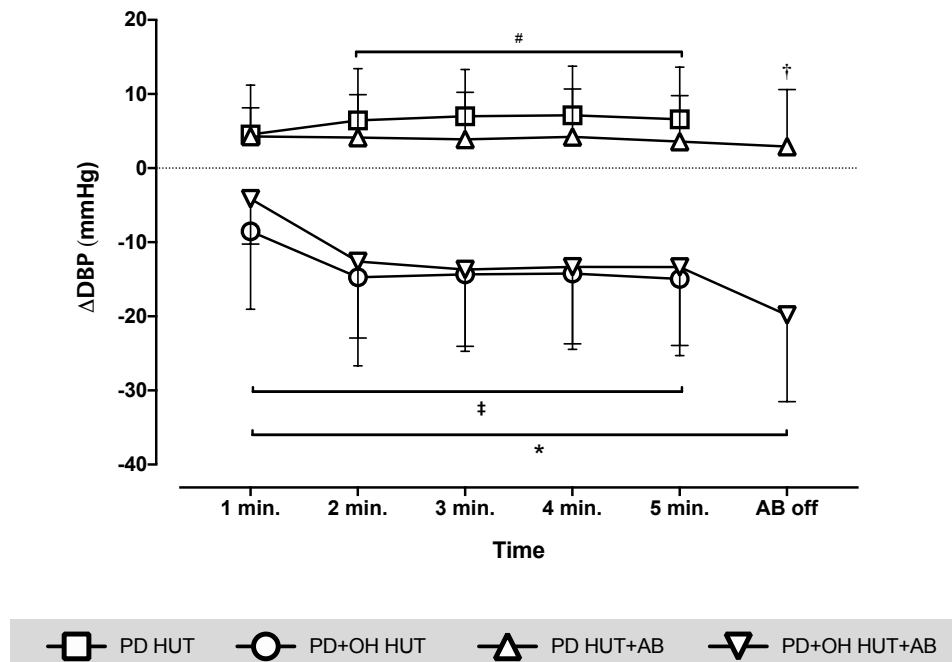 20
#
†
10
0
ΔDBP (mmHg)
-10
-20
-30
‡
*
-40
1 min. 2 min. 3 min. 4 min. 5 min. AB off
Time
PD HUT PD+OH HUT PD HUT+AB PD+OH HUT+AB